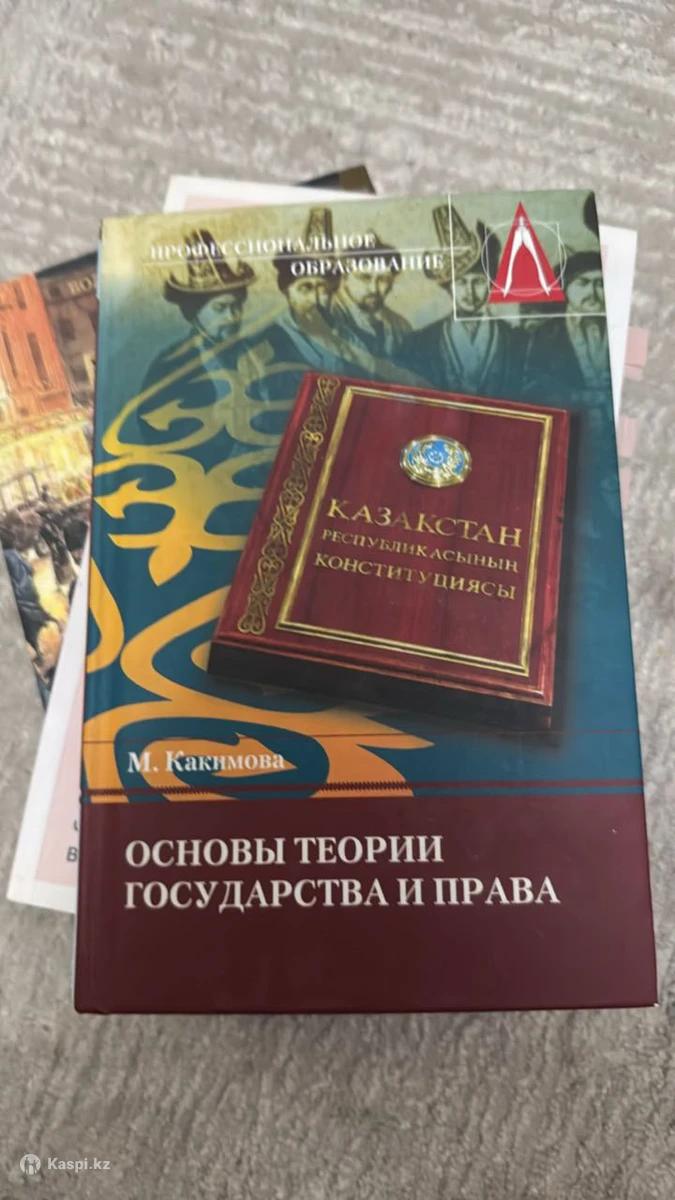 ПРОФЕССИОНАЛЬНОЕ
ОБРАЗОВАНИЕ
ҚАЗАҚСТАН
РЕСПУБЛИКАСЫНЫҢ
КОНСТИТУЦИЯСЫ
М. Какимова
ОСНОВЫ ТЕОРИИ
ГОСУДАРСТВА И ПРАВА
Kaspi.kz